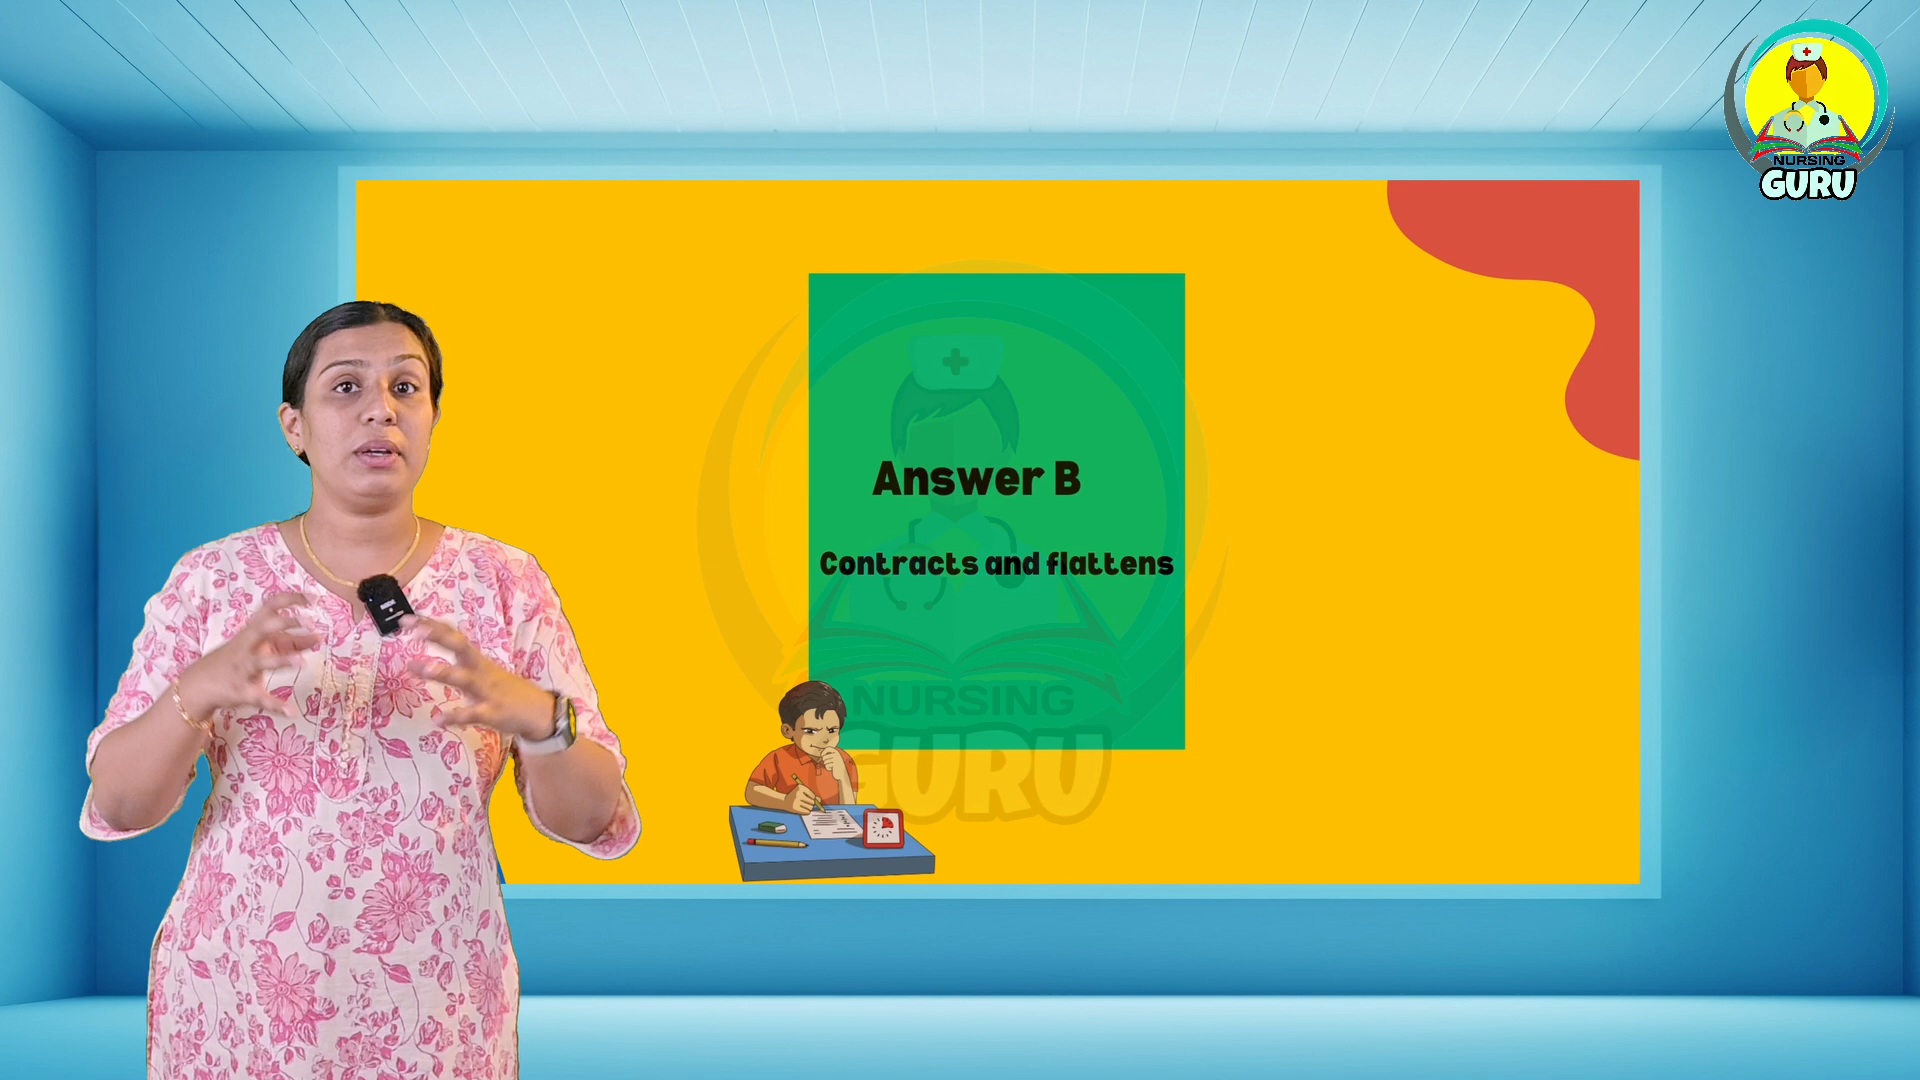 NURSING
GURU
Answer B
Contracts and flattens
NURSING
GURU